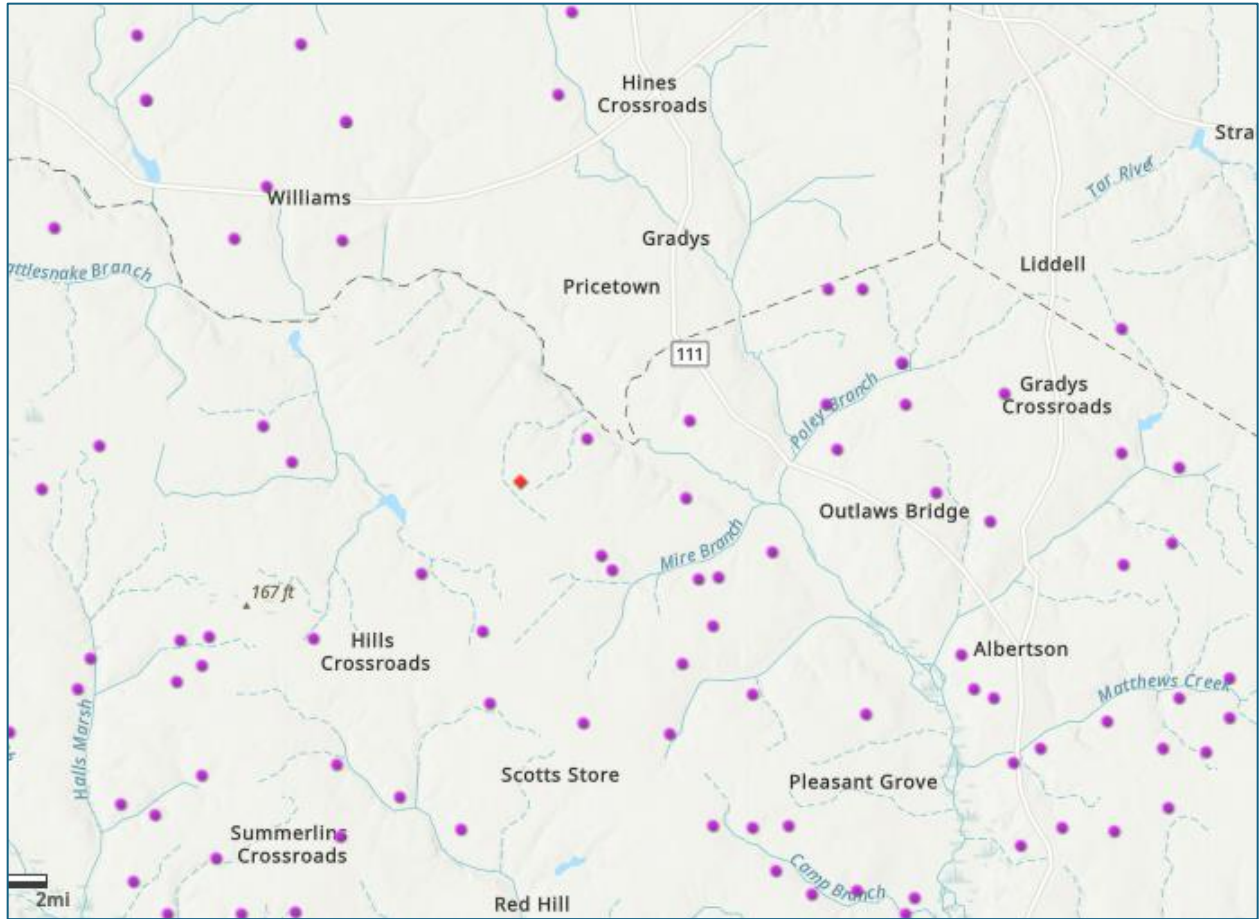 Hines
Crossroads
Stra
Tar River
Williams
Gradys
attlesnake Branch
Liddell
Pricetown
111
Gradys
Crossroads
Poley Branch
Outlaws Bridge
Mire Branch
167 ft
Hills
Crossroads
Albertson
Matthews Creek
Halls Marsh
Scotts Store
Pleasant Grove
Summerlins
Crossroads
Camp Branch
2mi
Red Hill